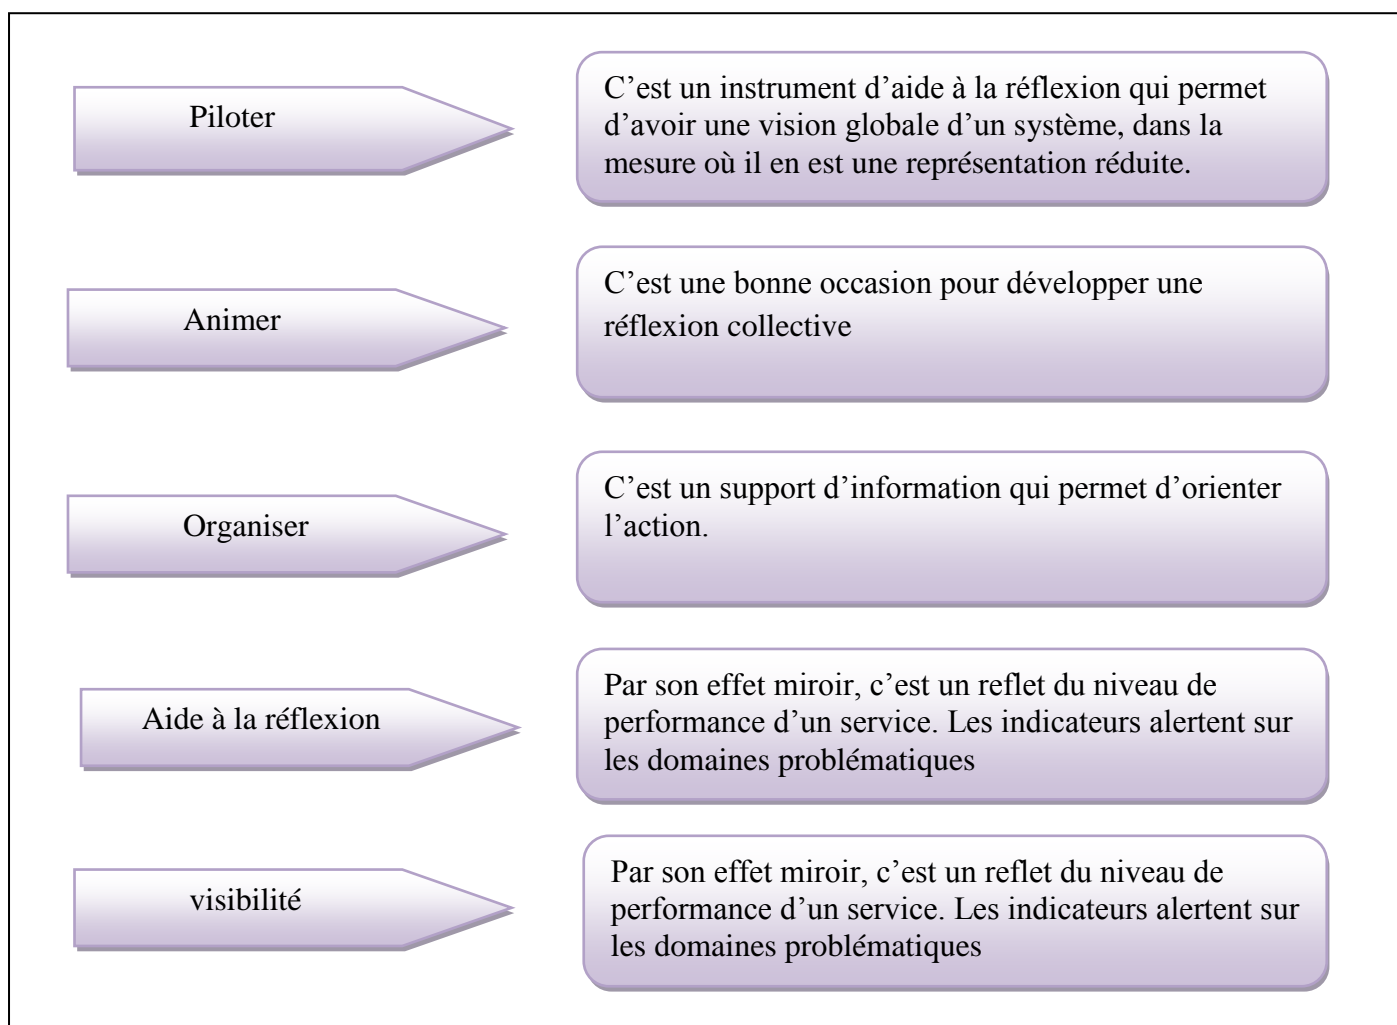 Piloter
C’est un instrument d’aide à la réflexion qui permet
d’avoir une vision globale d’un système, dans la
mesure où il en est une représentation réduite.
Animer
C’est une bonne occasion pour développer une
réflexion collective
Organiser
C’est un support d’information qui permet d’orienter
l’action.
Aide à la réflexion
Par son effet miroir, c’est un reflet du niveau de
performance d’un service. Les indicateurs alertent sur
les domaines problématiques
visibilité
Par son effet miroir, c’est un reflet du niveau de
performance d’un service. Les indicateurs alertent sur
les domaines problématiques